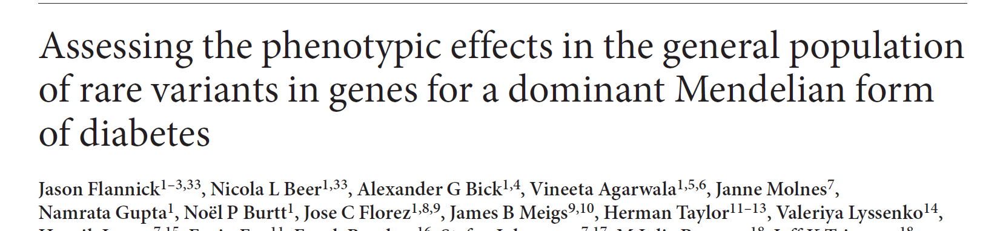 Assessing the phenotypic effects in the general population
of rare variants in genes for a dominant Mendelian form
of diabetes
Jason Flannick1–3,33, Nicola L Beer1,33, Alexander G Bick1,4, Vineeta Agarwala1,5,6, Janne Molnes7,
Namrata Gupta1, Noël P Burtt1, Jose C Florez1,8,9, James B Meigs9,10, Herman Taylor11–13, Valeriya Lyssenko14,